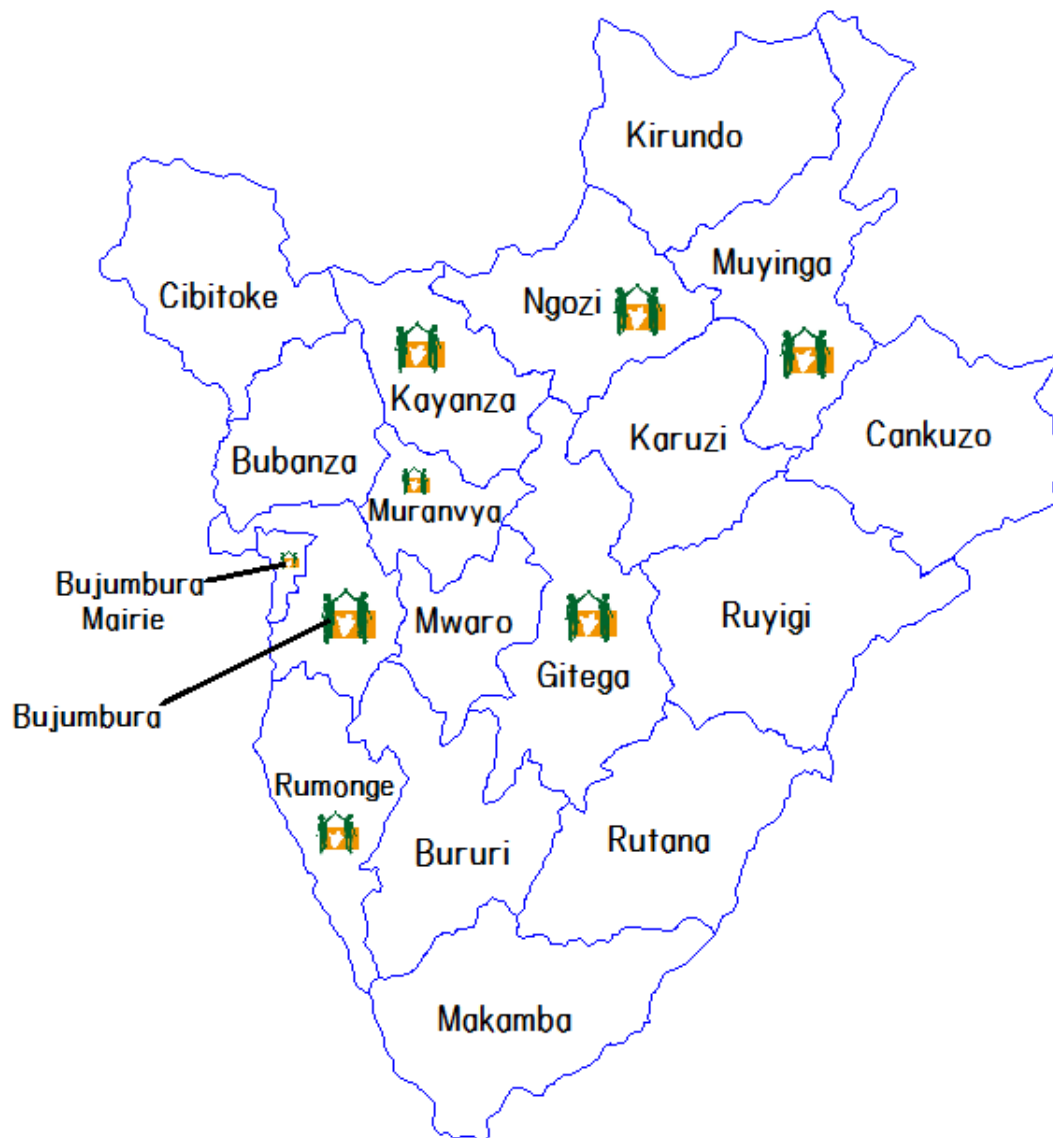 Kirundo
Muyinga
Cibitoke
Ngozi
Kayanza
Karuzi
Cankuzo
Bubanza
Muranvya
Bujumbura
Mairie
Mwaro
Ruyigi
Gitega
Bujumbura
Rumonge
Bururi
Rutana
Makamba